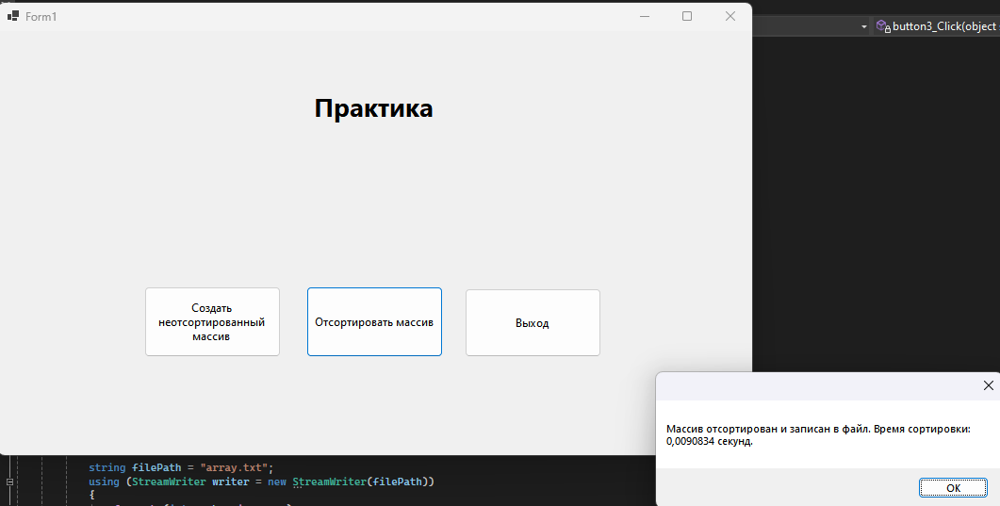 Form1
button3_Click(object
Практика
Создать
неотсортированный
массив
Отсортировать массив
Выход
Массив отсортирован и записан в файл. Время сортировки:
0,0090834 секунд.
OK
string filePath = "array.txt";
using (StreamWriter writer = new StreamWriter(filePath))
{